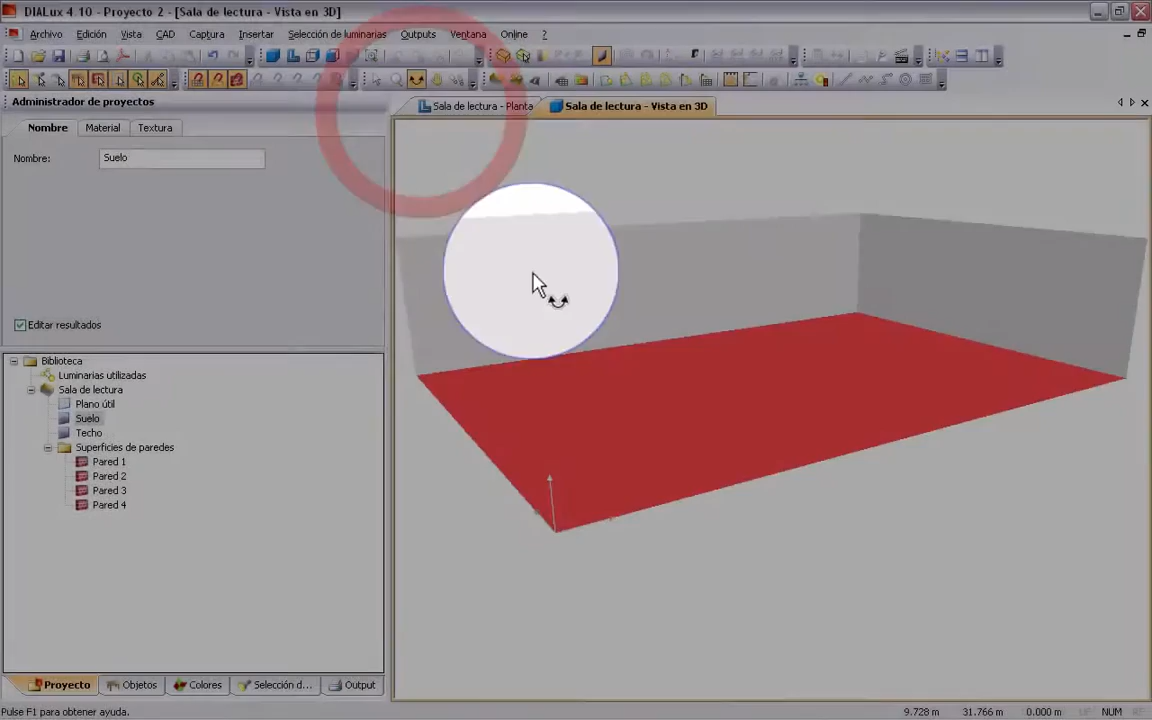 DIALux 4.10 - Proyecto 2 - [Sala de lectura - Vista en 3D]
Archivo Edición Vista CAD Captura Insertar Selección de luminarias Outputs Ventana Online ?
Administrador de proyectos
Sala de lectura - Planta Sala de lectura - Vista en 3D
Nombre Material Textura
Nombre: Suelo
Editar resultados
Biblioteca
Luminarias utilizadas
Sala de lectura
Plano útil
Suelo
Techo
Superficies de paredes
Pared 1
Pared 2
Pared 3
Pared 4
Proyecto Objetos Colores Selección d... Output
Pulse F1 para obtener ayuda. 9.728 m 31.766 m 0.000 m NUM